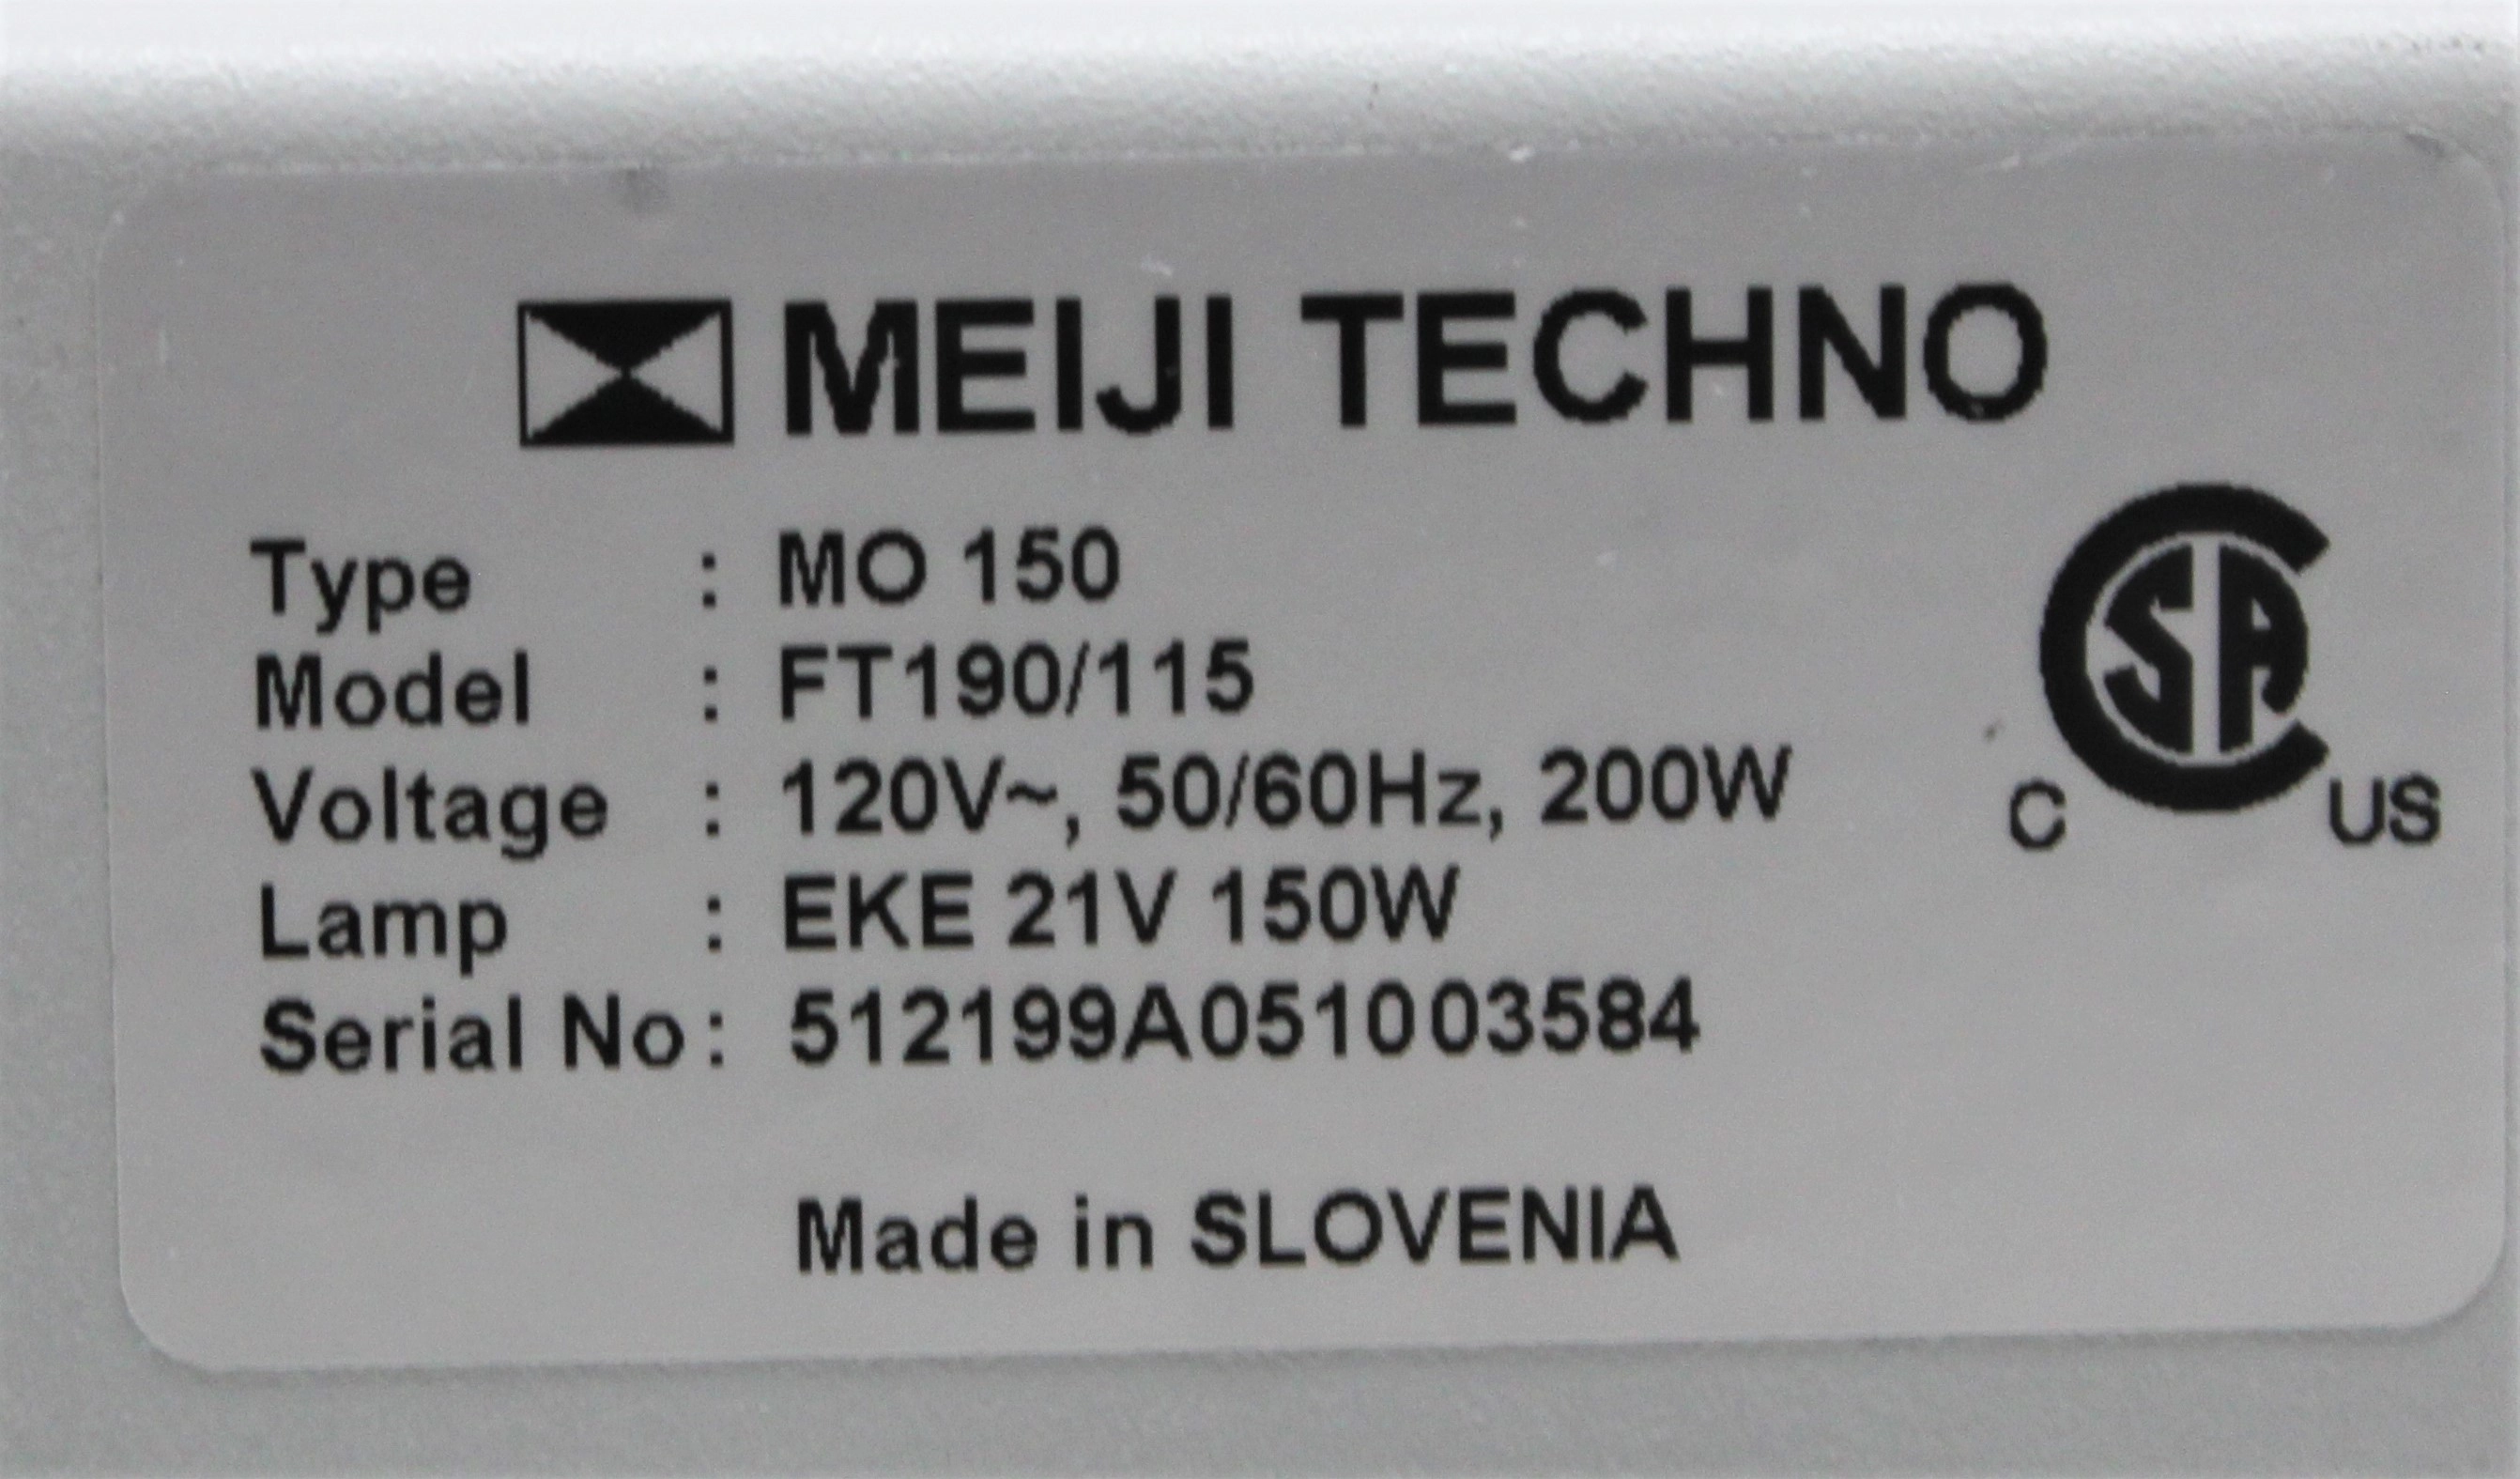 MEIJI TECHNO
Type : MO 150
Model : FT190/115
Voltage : 120V~, 50/60Hz, 200W
Lamp : EKE 21V 150W
Serial No: 512199A051003584
SA
C US
Made in SLOVENIA